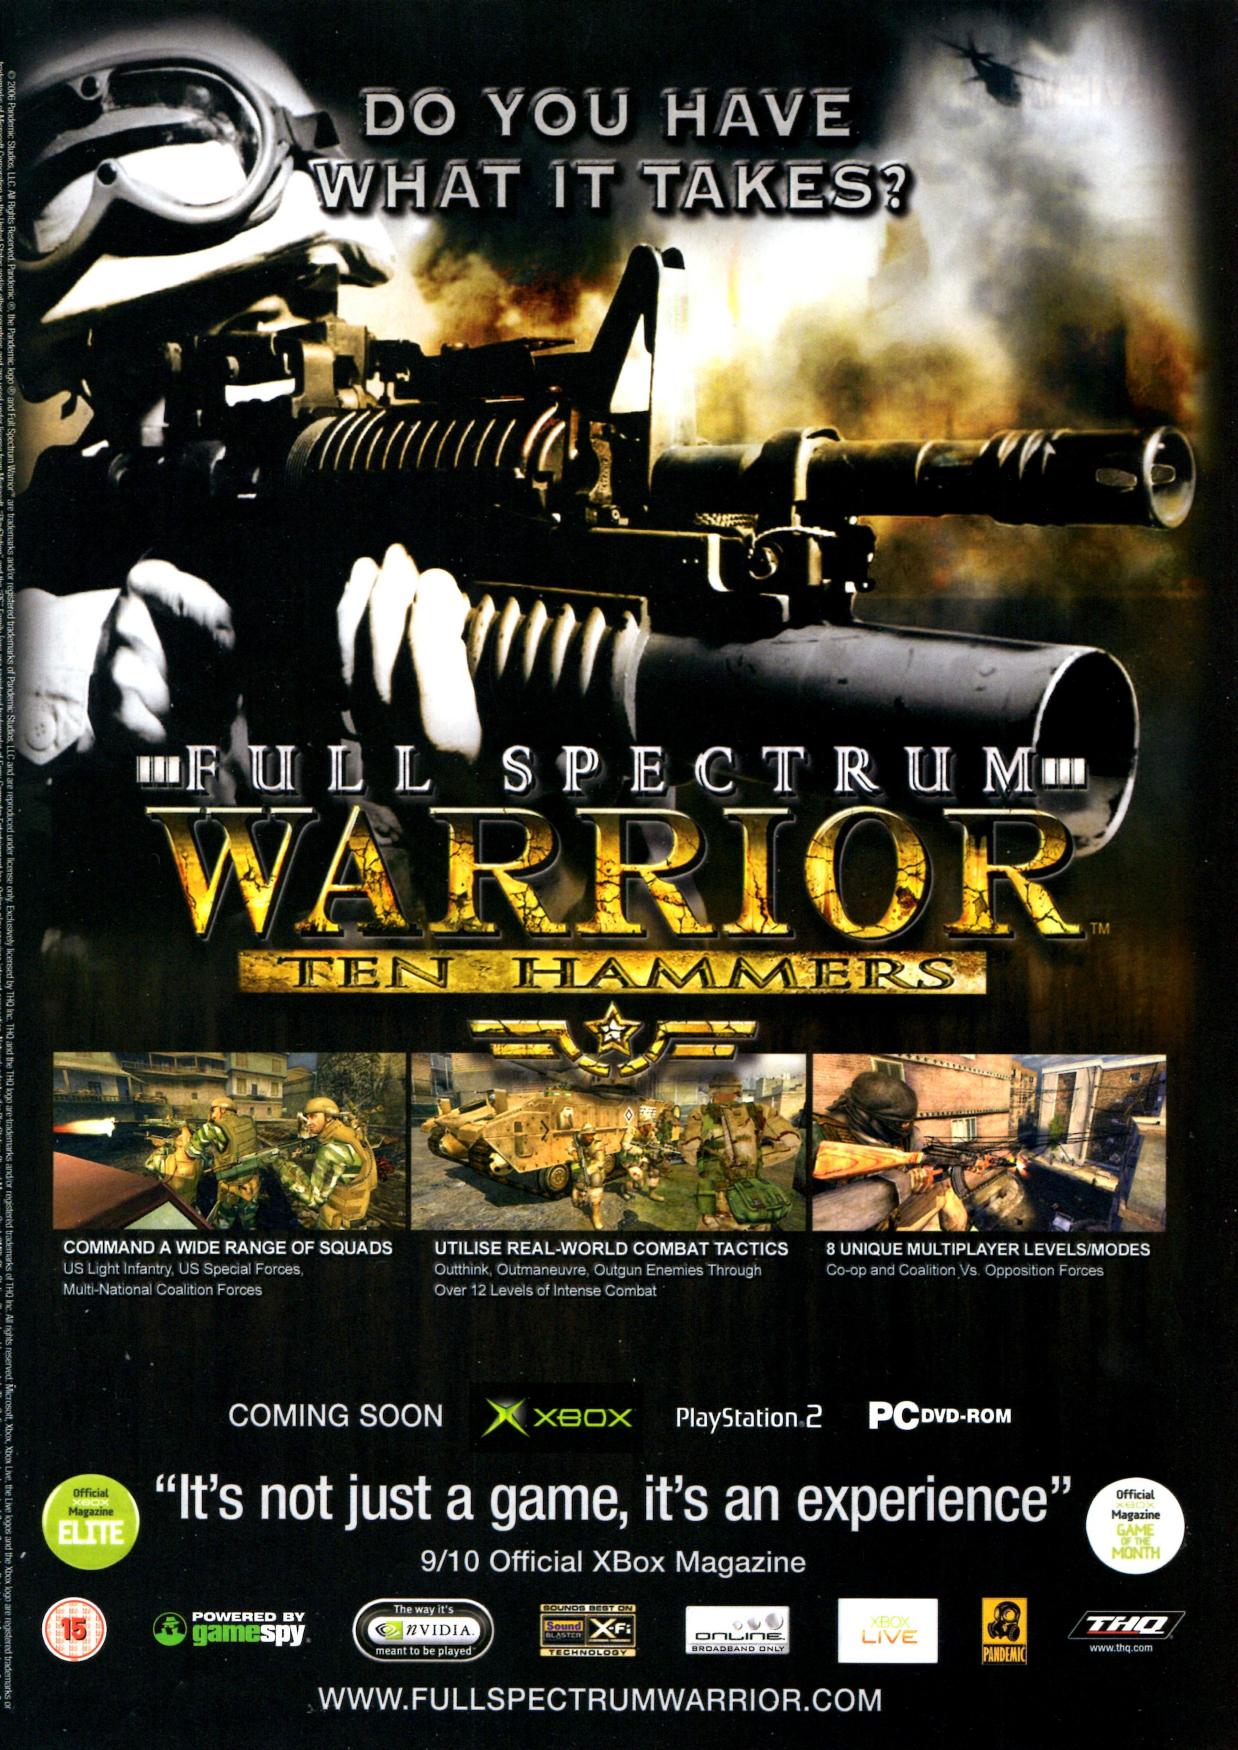 DO YOU HAVE
WHAT IT TAKES?
FULL SPECTRUM
WARRIOR™
TEN HAMMERS
COMMAND A WIDE RANGE OF SQUADS
US Light Infantry, US Special Forces,
Multi-National Coalition Forces
UTILISE REAL-WORLD COMBAT TACTICS
Outthink, Outmaneuvre, Outgun Enemies Through
Over 12 Levels of Intense Combat
8 UNIQUE MULTIPLAYER LEVELS/MODES
Co-op and Coalition Vs. Opposition Forces
COMING SOON
XBOX
PlayStation.2
PC DVD-ROM
Official
XBOX
Magazine
ELITE
“It’s not just a game, it’s an experience”
9/10 Official XBox Magazine
Official
XBOX
Magazine
GAME
OF THE
MONTH
15
POWERED BY
gamespy
The way it's
nVIDIA.
meant to be played
SOUNDS BEST ON
Sound
BLASTER
X-Fi
TECHNOLOGY
ONLINE
BROADBAND ONLY
XBOX
LIVE
PANDEMIC
THQ
www.thq.com
WWW.FULLSPECTRUMWARRIOR.COM